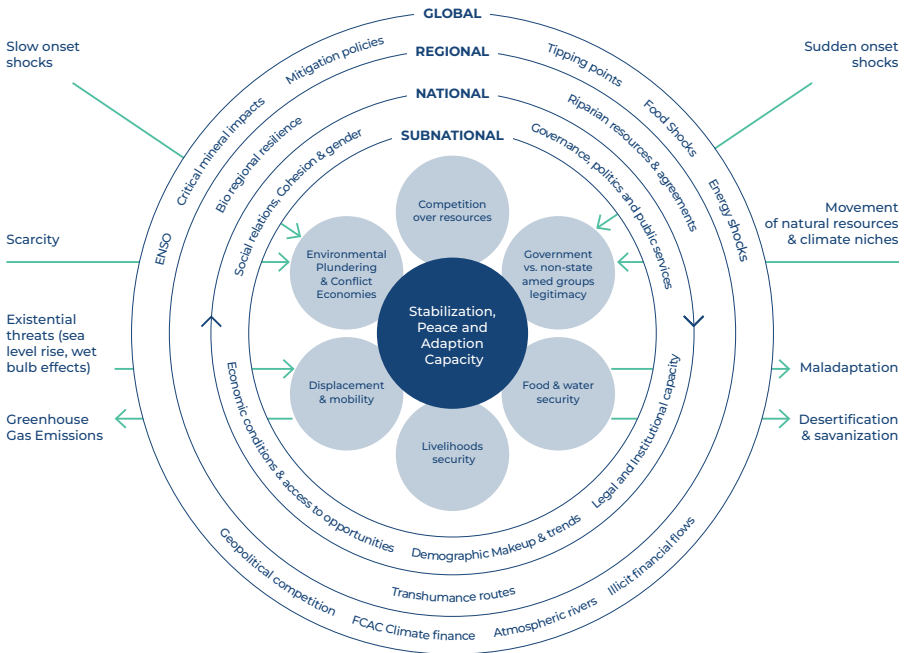 GLOBAL
REGIONAL
NATIONAL
SUBNATIONAL
Slow onset
shocks
Sudden onset
shocks
Scarcity
Movement
of natural resources
& climate niches
Existential
threats (sea
level rise, wet
bulb effects)
Greenhouse
Gas Emissions
Maladaptation
Desertification
& savanization
Mitigation policies
Tipping points
Critical mineral impacts
Food Shocks
ENSO
Energy shocks
Geopolitical competition
FCAC Climate finance
Atmospheric rivers
Illicit financial flows
Bio regional resilience
Riparian resources & agreements
Transhumance routes
Social relations, Cohesion & gender
Governance, politics and public services
Economic conditions & access to opportunities
Demographic Makeup & trends
Legal and Institutional capacity
Competition
over resources
Environmental
Plundering
& Conflict
Economies
Government
vs. non-state
amed groups
legitimacy
Stabilization,
Peace and
Adaption
Capacity
Displacement
& mobility
Food & water
security
Livelihoods
security